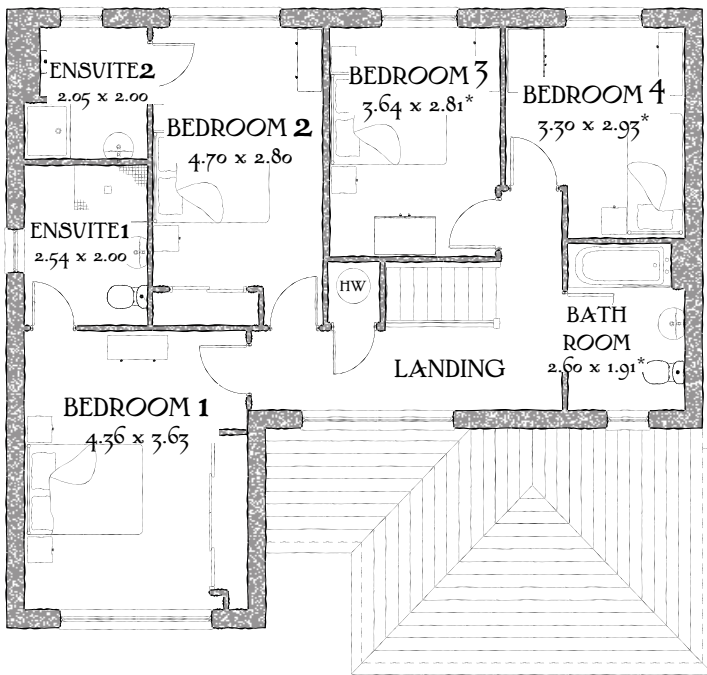 ENSUITE2
2.05 x 2.00
BEDROOM 2
4.70 x 2.80
BEDROOM 3
3.64 x 2.81*
BEDROOM 4
3.30 x 2.93*
ENSUITE1
2.54 x 2.00
HW
BATH
ROOM
2.60 x 1.91*
LANDING
BEDROOM 1
4.36 x 3.63